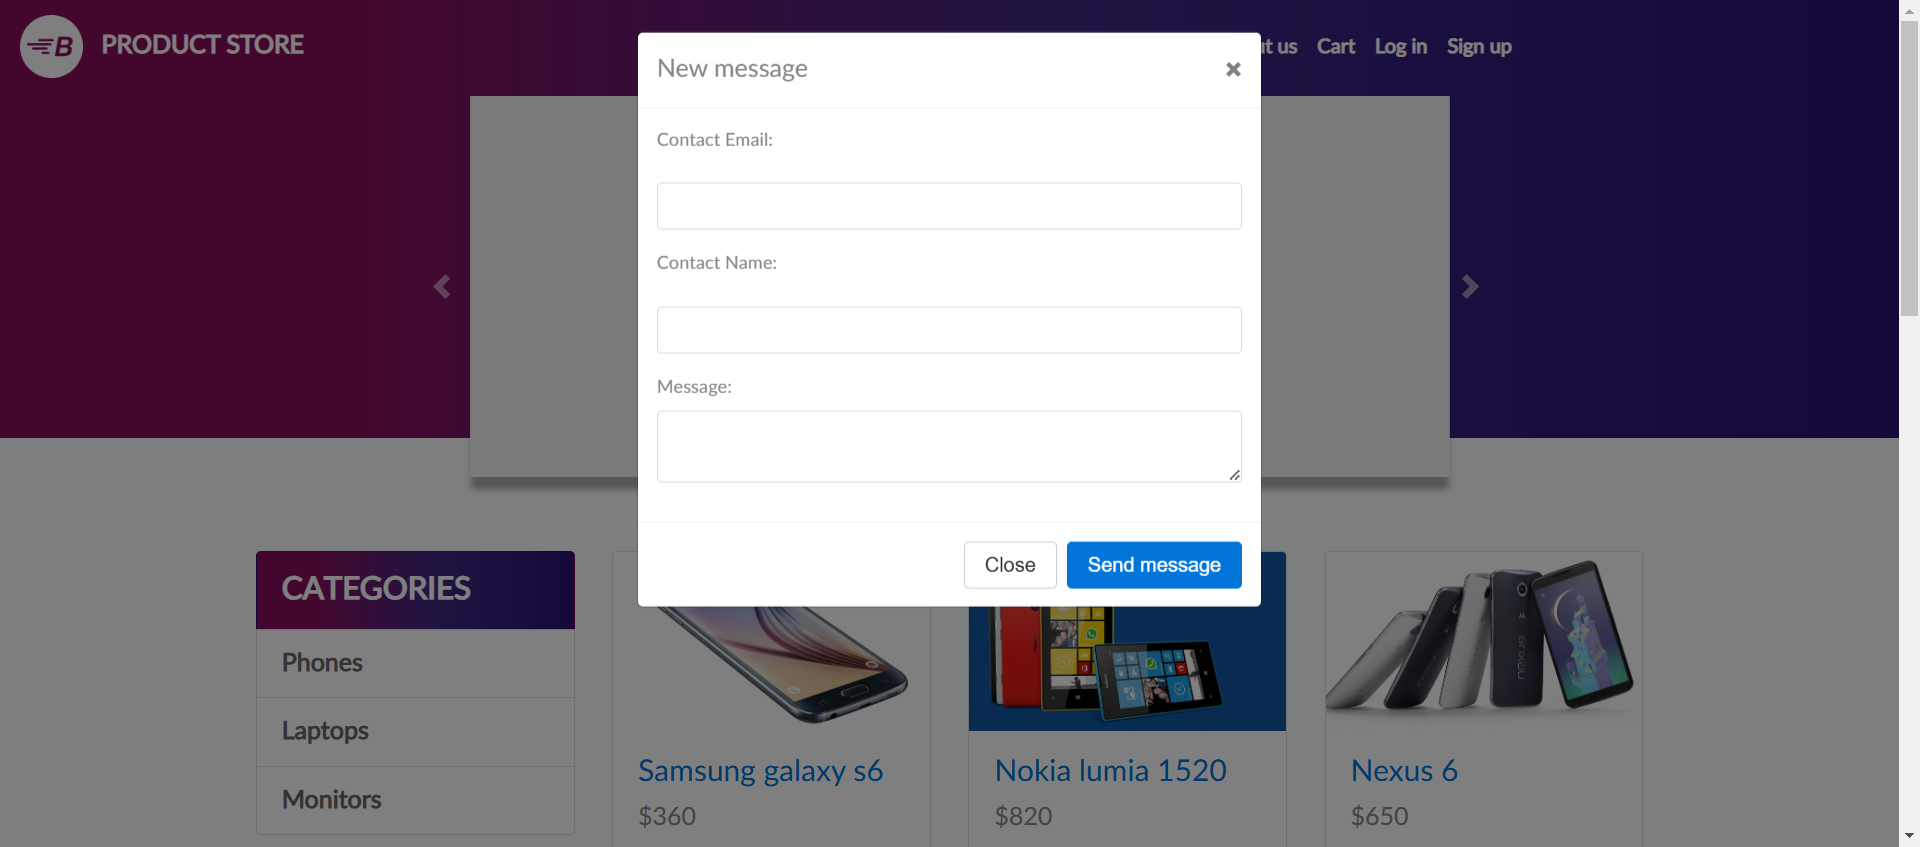 B PRODUCT STORE
t us Cart Log in Sign up
New message
Contact Email:
Contact Name:
Message:
Close Send message
CATEGORIES
Phones
Laptops
Monitors
Samsung galaxy s6
$360
Nokia lumia 1520
$820
nexus
Nexus 6
$650